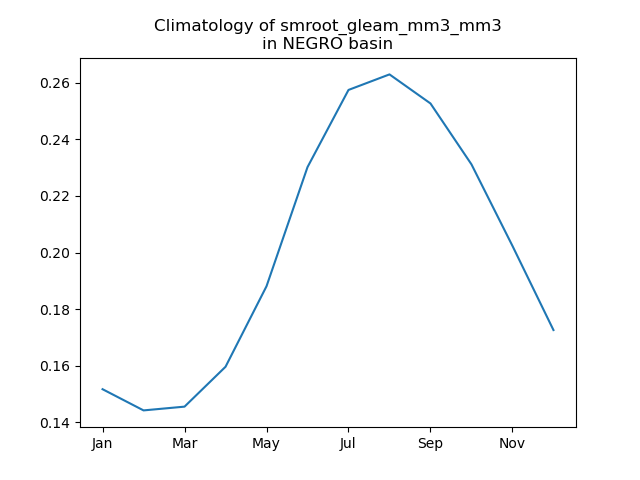 Climatology of smroot_gleam_mm3_mm3
in NEGRO basin
0.26
0.24
0.22
0.20
0.18
0.16
0.14
Jan Mar May Jul Sep Nov